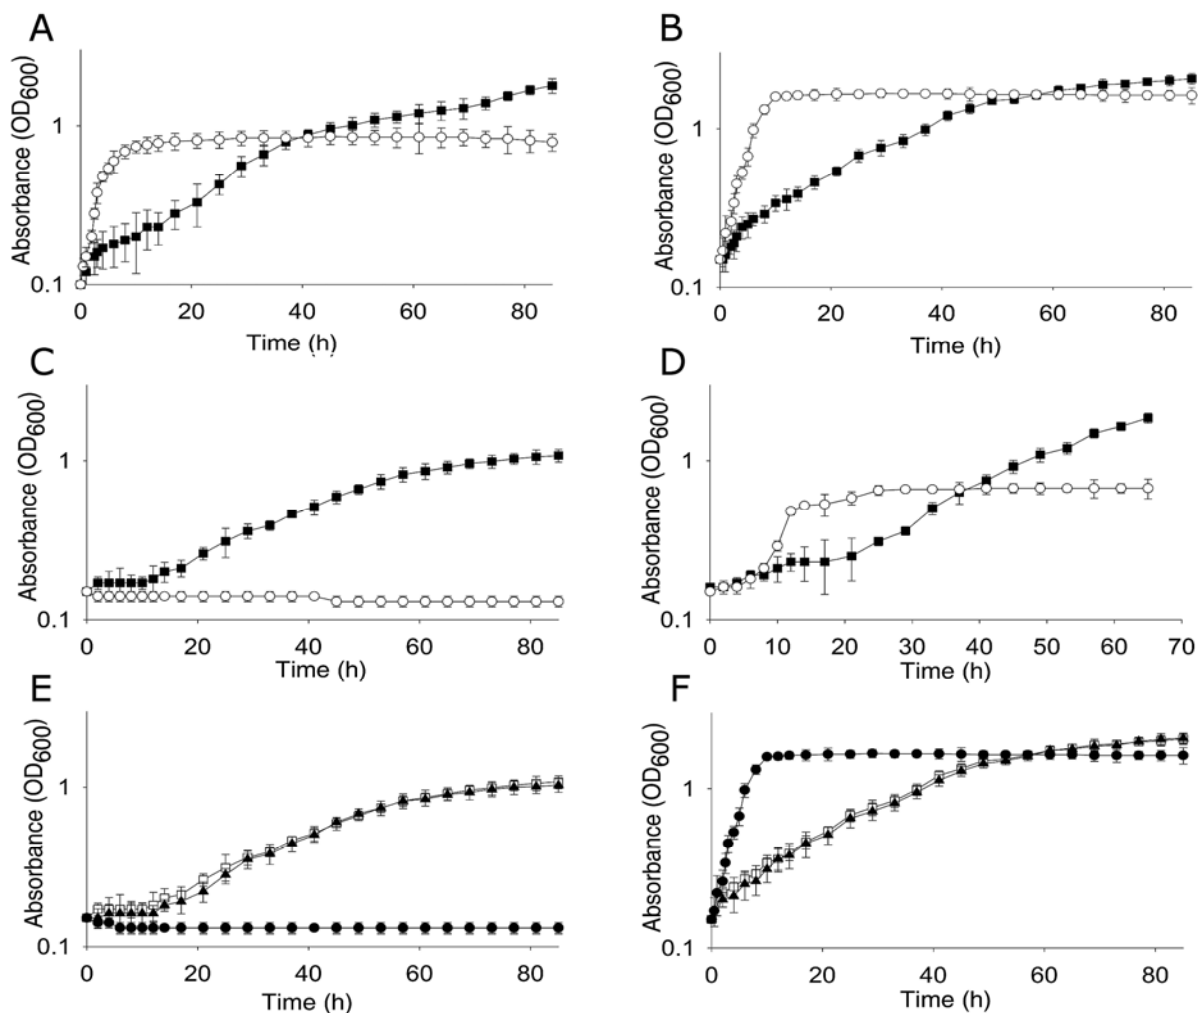 A
Absorbance (OD600)
1
0.1
0 20 40 60 80
Time (h)
B
Absorbance (OD600)
1
0.1
0 20 40 60 80
Time (h)
C
Absorbance (OD600)
1
0.1
0 20 40 60 80
Time (h)
D
Absorbance (OD600)
1
0.1
0 10 20 30 40 50 60 70
Time (h)
E
Absorbance (OD600)
1
0.1
0 20 40 60 80
Time (h)
F
Absorbance (OD600)
1
0.1
0 20 40 60 80
Time (h)